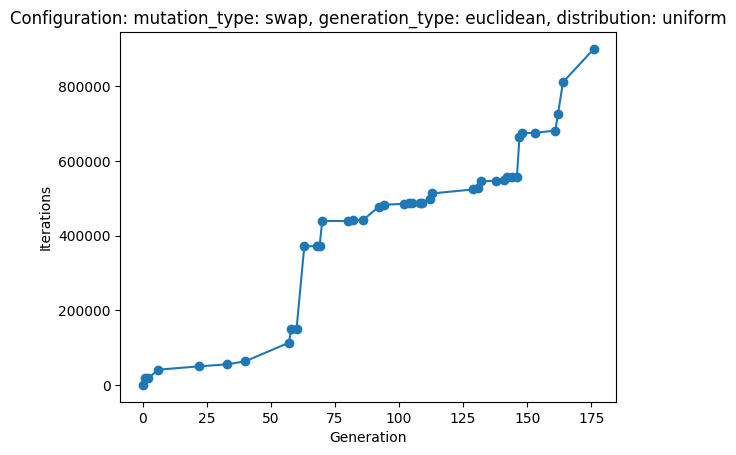 Configuration: mutation_type: swap, generation_type: euclidean, distribution: uniform
800000
600000
400000
200000
0
Iterations
0 25 50 75 100 125 150 175
Generation